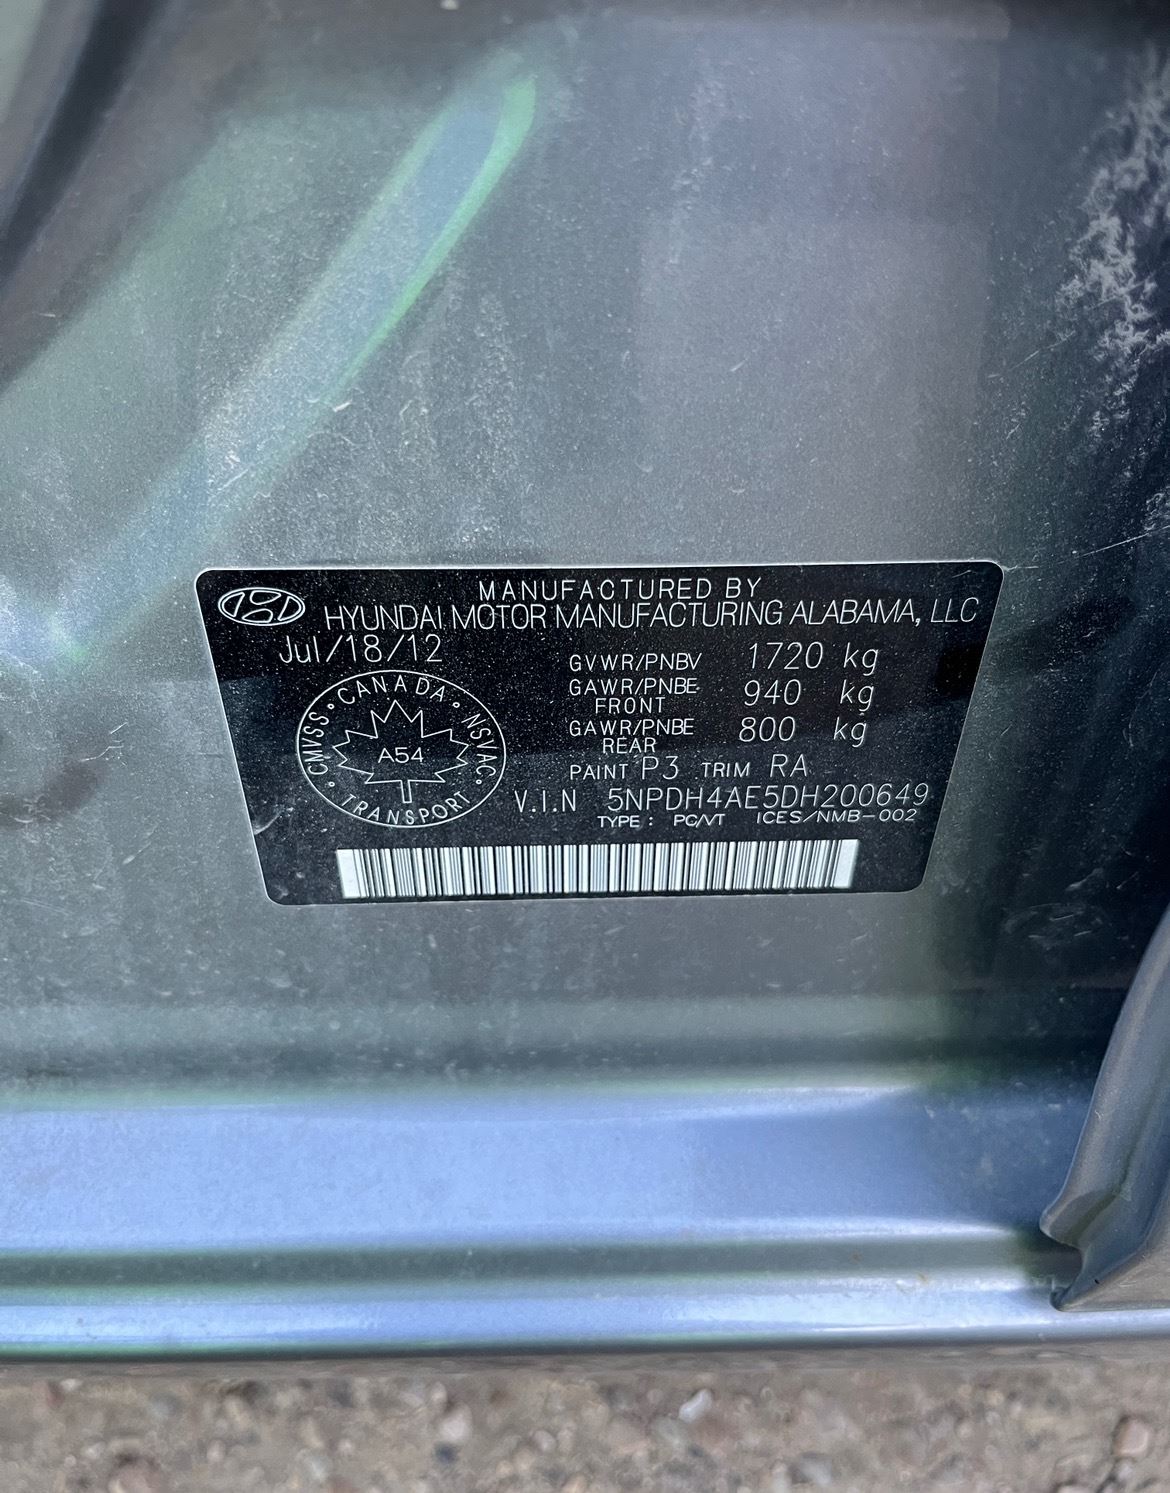 MANUFACTURED BY
HYUNDAI MOTOR MANUFACTURING ALABAMA, LLC
Jul/18/12
GVWR/PNBV 1720 kg
GAWR/PNBE FRONT 940 kg
GAWR/PNBE REAR 800 kg
PAINT P3 TRIM RA
V.I.N 5NPDH4AE5DH200649
TYPE : PC/VT ICES/NMB-002
CMVSS • CANADA • NSVAC • TRANSPORT •
A54